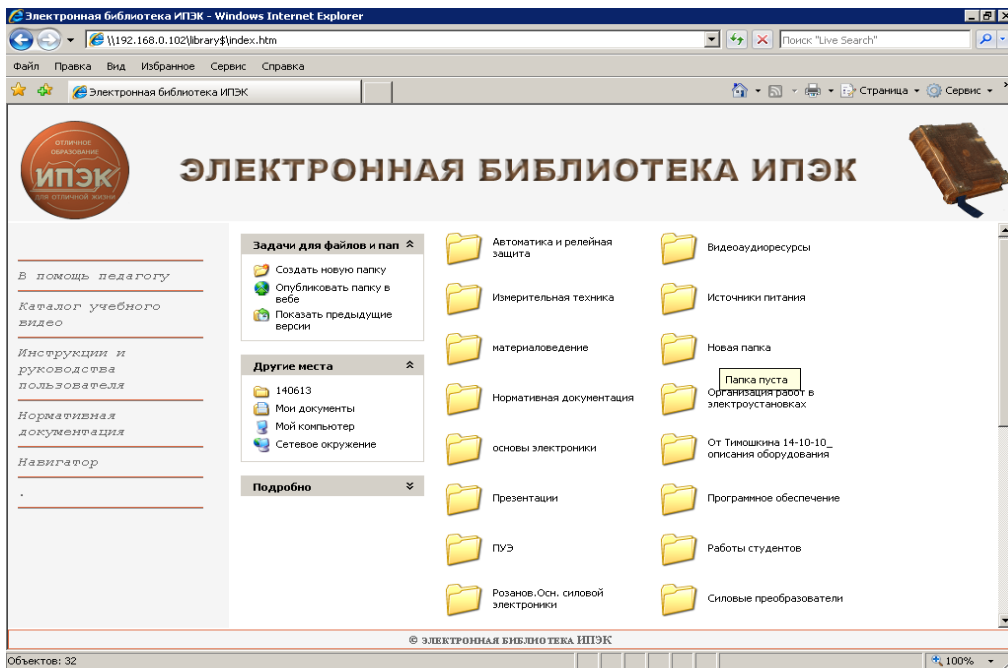 Электронная библиотека ИПЭК - Windows Internet Explorer
\\192.168.0.102\library$\index.htm
Поиск "Live Search"
Файл Правка Вид Избранное Сервис Справка
Электронная библиотека ИПЭК
Страница
Сервис
ОТЛИЧНОЕ
ОБРАЗОВАНИЕ
ИПЭК
ДЛЯ ОТЛИЧНОЙ ЖИЗНИ
ЭЛЕКТРОННАЯ БИБЛИОТЕКА ИПЭК
В помощь педагогу
Каталог учебного
видео
Инструкции и
руководства
пользователя
Нормативная
документация
Навигатор
.
Задачи для файлов и пап
Создать новую папку
Опубликовать папку в
вебе
Показать предыдущие
версии
Другие места
140613
Мои документы
Мой компьютер
Сетевое окружение
Подробно
Автоматика и релейная
защита
Видеоаудиоресурсы
Измерительная техника
Источники питания
материаловедение
Новая папка
Папка пуста
Нормативная документация
Организация работ в
электроустановках
основы электроники
От Тимошкина 14-10-10_
описания оборудования
Презентации
Программное обеспечение
ПУЭ
Работы студентов
Розанов.Осн. силовой
электроники
Силовые преобразователи
© ЭЛЕКТРОННАЯ БИБЛИОТЕКА ИПЭК
Объектов: 32
100%